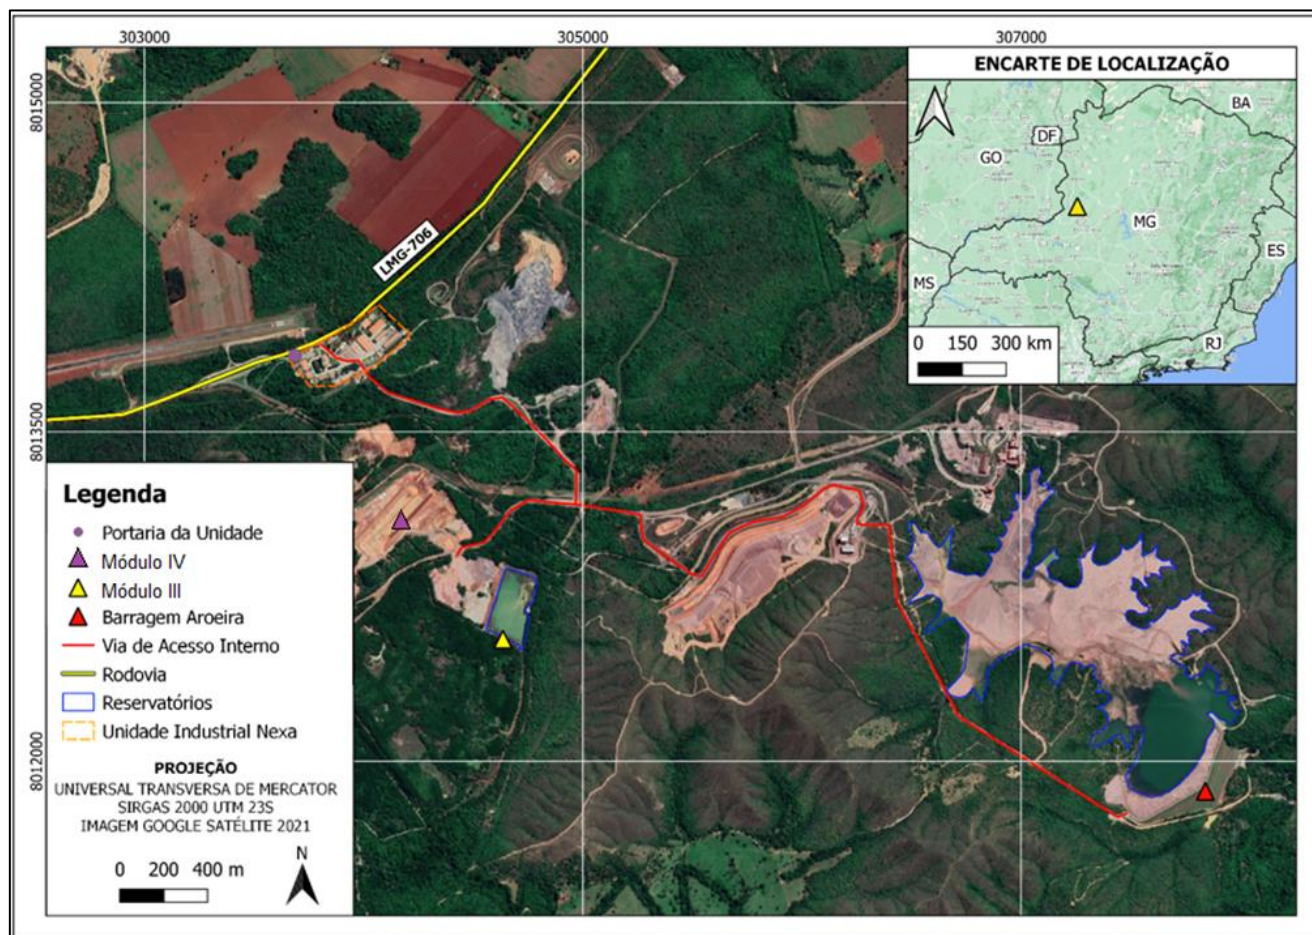 303000
305000
307000
8015000
8013500
8012000
LMG-706
ENCARTE DE LOCALIZAÇÃO
BA
DF
GO
MG
ES
MS
RJ
0 150 300 km
Legenda
Portaria da Unidade
Módulo IV
Módulo III
Barragem Aroeira
Via de Acesso Interno
Rodovia
Reservatórios
Unidade Industrial Nexa
PROJEÇÃO
UNIVERSAL TRANSVERSA DE MERCATOR
SIRGAS 2000 UTM 23S
IMAGEM GOOGLE SATÉLITE 2021
0 200 400 m
N